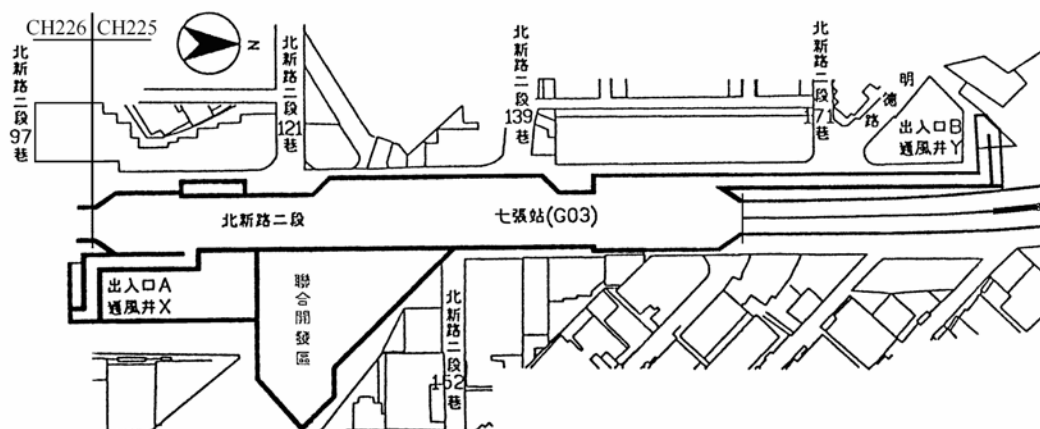 CH226 CH225
N
北新路二段97巷
北新路二段121巷
北新路二段139巷
北新路二段171巷
明德路
出入口B
通風井Y
北新路二段
七張站(G03)
出入口A
通風井X
聯合開發區
北新路二段152巷